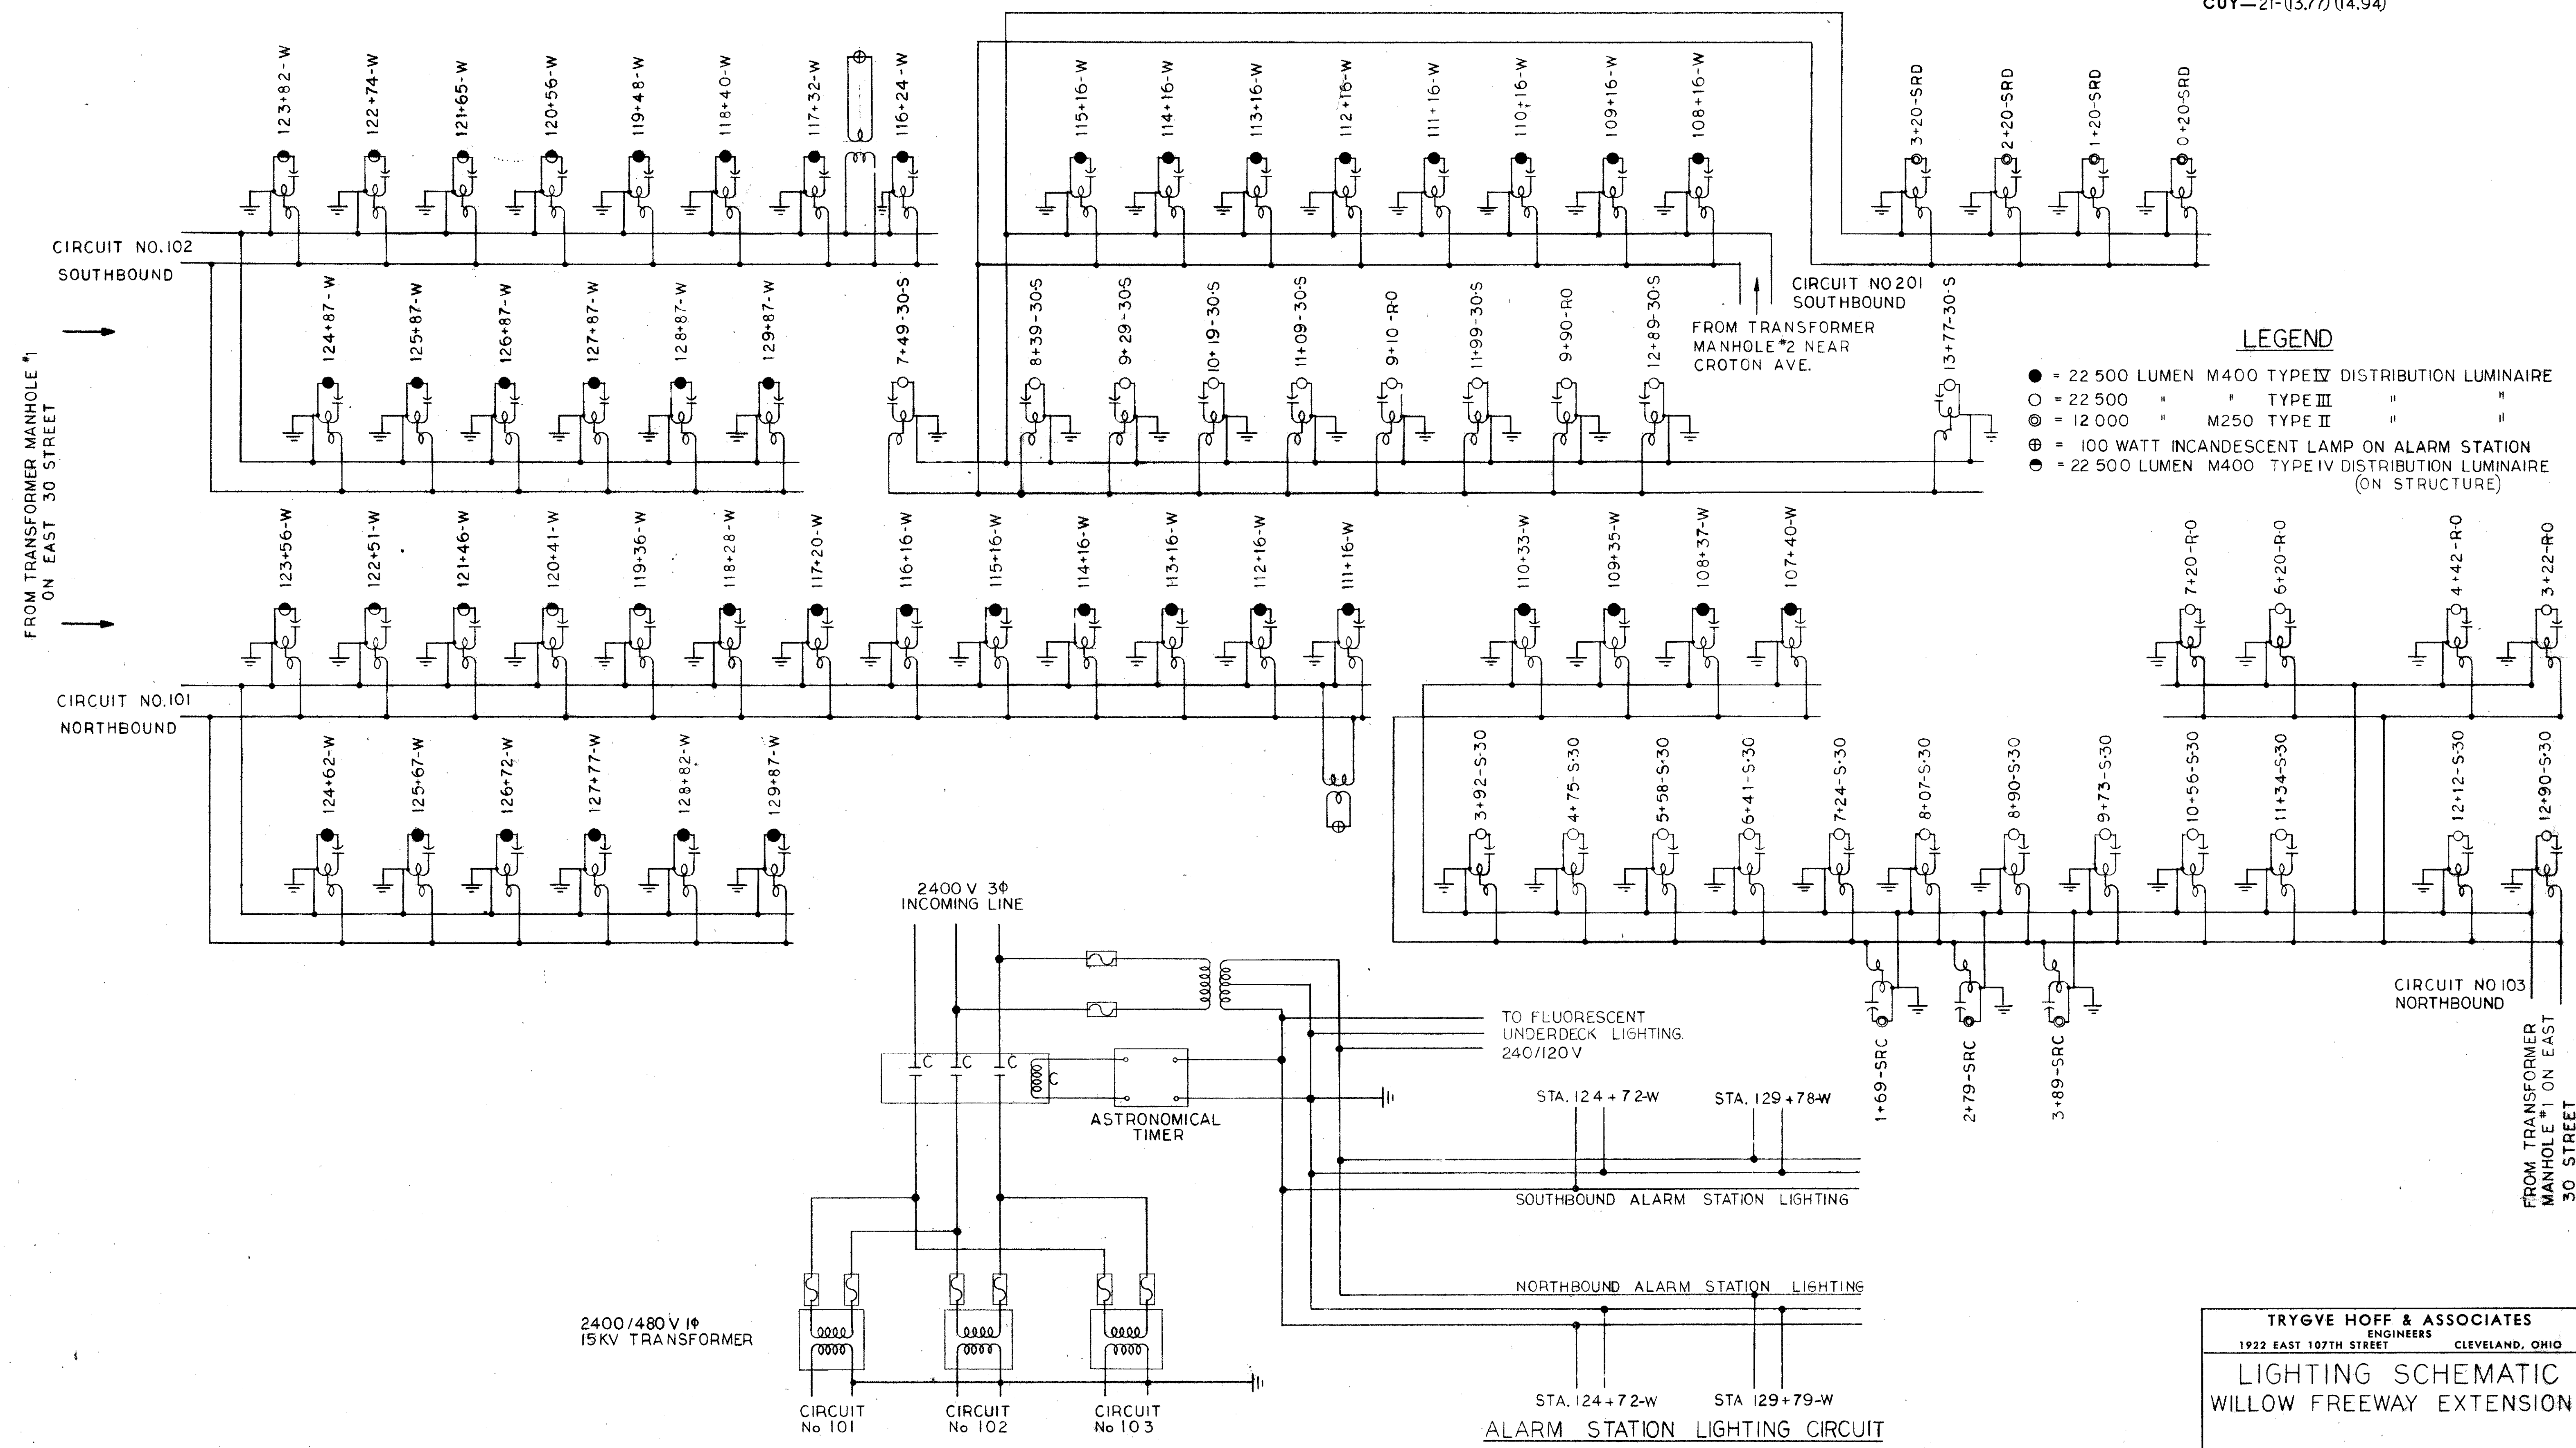 CUY—21-(13.77)(14.94)
123+82-W
122+74-W
121+65-W
120+56-W
119+48-W
118+40-W
117+32-W
116+24-W
115+16-W
114+16-W
113+16-W
112+16-W
111+16-W
110+16-W
109+16-W
108+16-W
3+20-SRD
2+20-SRD
1+20-SRD
0+20-SRD
CIRCUIT NO.102
SOUTHBOUND
CIRCUIT NO 201
SOUTHBOUND
FROM TRANSFORMER
MANHOLE #2 NEAR
CROTON AVE.
124+87-W
125+87-W
126+87-W
127+87-W
128+87-W
129+87-W
7+49-30-S
8+39-30-S
9+29-30-S
10+19-30-S
11+09-30-S
9+10-R-O
11+99-30-S
9+90-R-O
12+89-30-S
13+77-30-S
FROM TRANSFORMER MANHOLE #1
ON EAST 30 STREET
LEGEND
= 22 500 LUMEN M400 TYPE IV DISTRIBUTION LUMINAIRE
= 22 500 " " TYPE III " "
= 12 000 " M250 TYPE II " "
= 100 WATT INCANDESCENT LAMP ON ALARM STATION
= 22 500 LUMEN M400 TYPE IV DISTRIBUTION LUMINAIRE
(ON STRUCTURE)
123+56-W
122+51-W
121+46-W
120+41-W
119+36-W
118+28-W
117+20-W
116+16-W
115+16-W
114+16-W
113+16-W
112+16-W
111+16-W
110+33-W
109+35-W
108+37-W
107+40-W
7+20-R-O
6+20-R-O
4+42-R-O
3+22-R-O
CIRCUIT NO.101
NORTHBOUND
124+62-W
125+67-W
126+72-W
127+77-W
128+82-W
129+87-W
3+92-S-30
4+75-S-30
5+58-S-30
6+41-S-30
7+24-S-30
8+07-S-30
8+90-S-30
9+73-S-30
10+56-S-30
11+34-S-30
12+12-S-30
12+90-S-30
1+69-SRC
2+79-SRC
3+89-SRC
CIRCUIT NO 103
NORTHBOUND
FROM TRANSFORMER
MANHOLE #1 ON EAST
30 STREET
2400 V 3Φ
INCOMING LINE
C
C
C
C
ASTRONOMICAL
TIMER
TO FLUORESCENT
UNDERDECK LIGHTING.
240/120 V
STA. 124+72-W
STA. 129+78-W
SOUTHBOUND ALARM STATION LIGHTING
NORTHBOUND ALARM STATION LIGHTING
STA. 124+72-W
STA 129+79-W
ALARM STATION LIGHTING CIRCUIT
2400/480 V 1Φ
15KV TRANSFORMER
CIRCUIT
No 101
CIRCUIT
No 102
CIRCUIT
No 103
TRYGVE HOFF & ASSOCIATES
ENGINEERS
1922 EAST 107TH STREET CLEVELAND, OHIO
LIGHTING SCHEMATIC
WILLOW FREEWAY EXTENSION